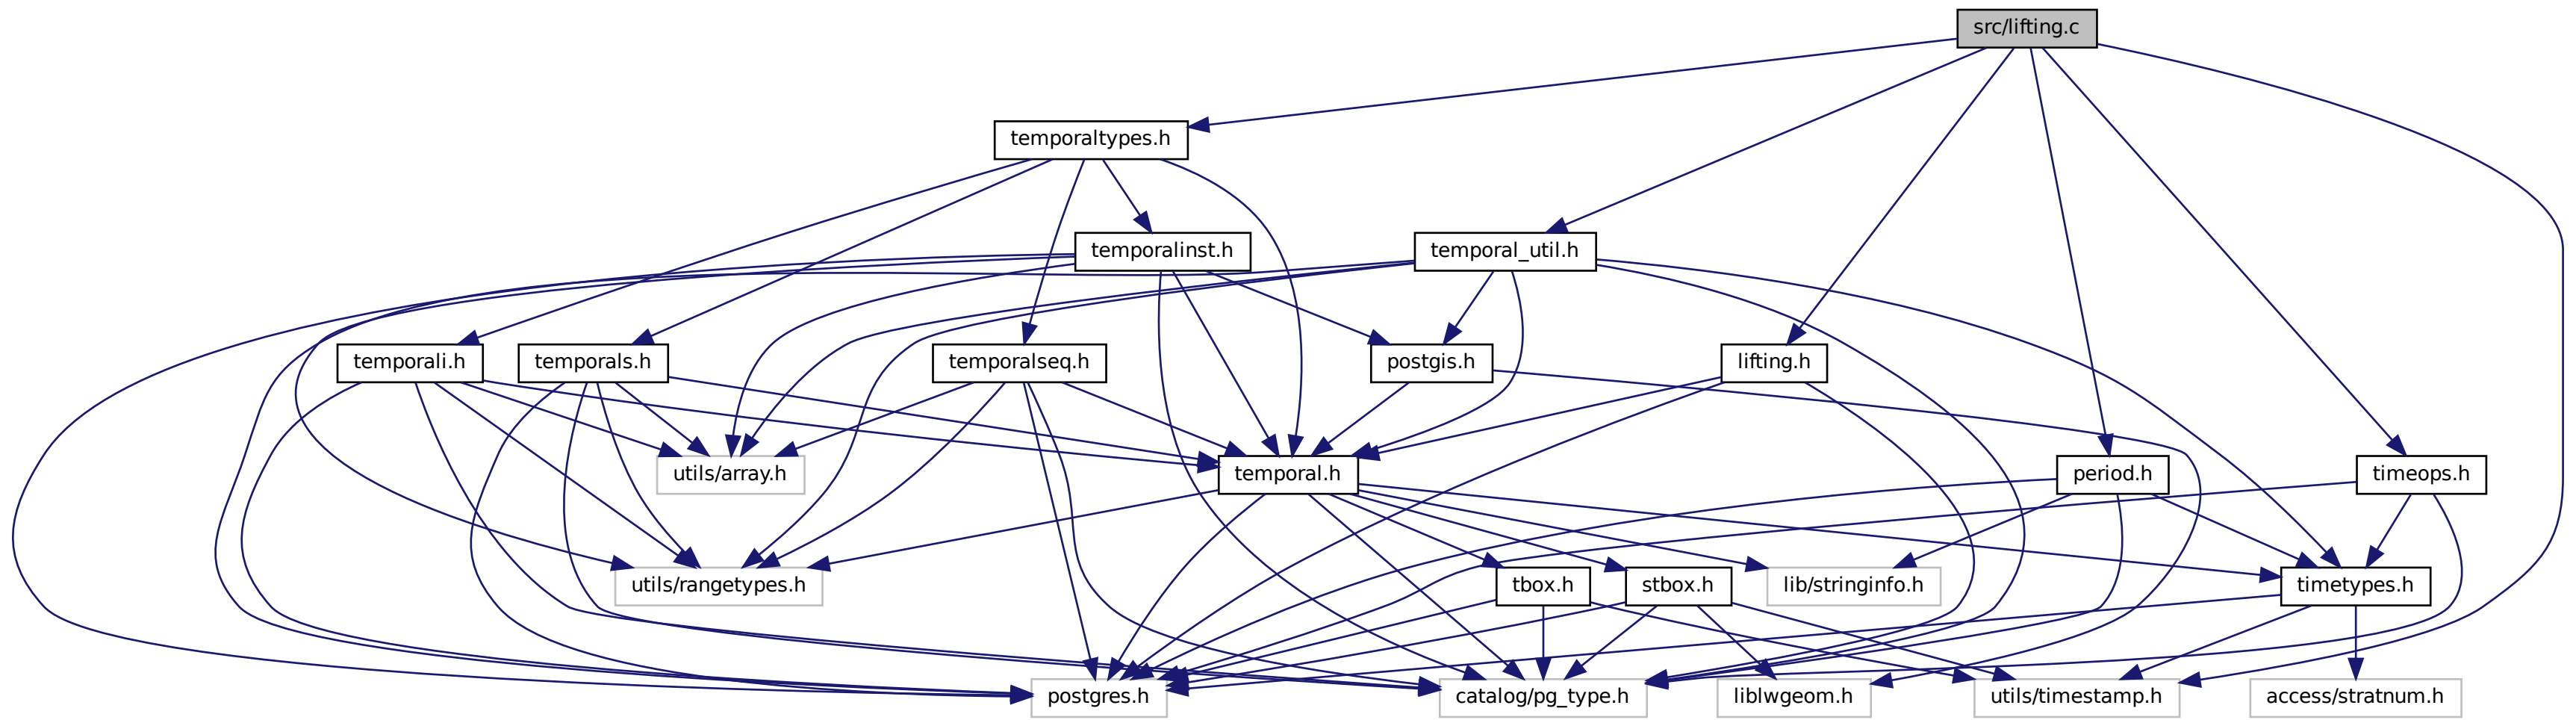 src/lifting.c
temporaltypes.h
temporalinst.h
temporal_util.h
temporali.h
temporals.h
temporalseq.h
postgis.h
lifting.h
utils/array.h
temporal.h
period.h
timeops.h
utils/rangetypes.h
tbox.h
stbox.h
lib/stringinfo.h
timetypes.h
postgres.h
catalog/pg_type.h
liblwgeom.h
utils/timestamp.h
access/stratnum.h